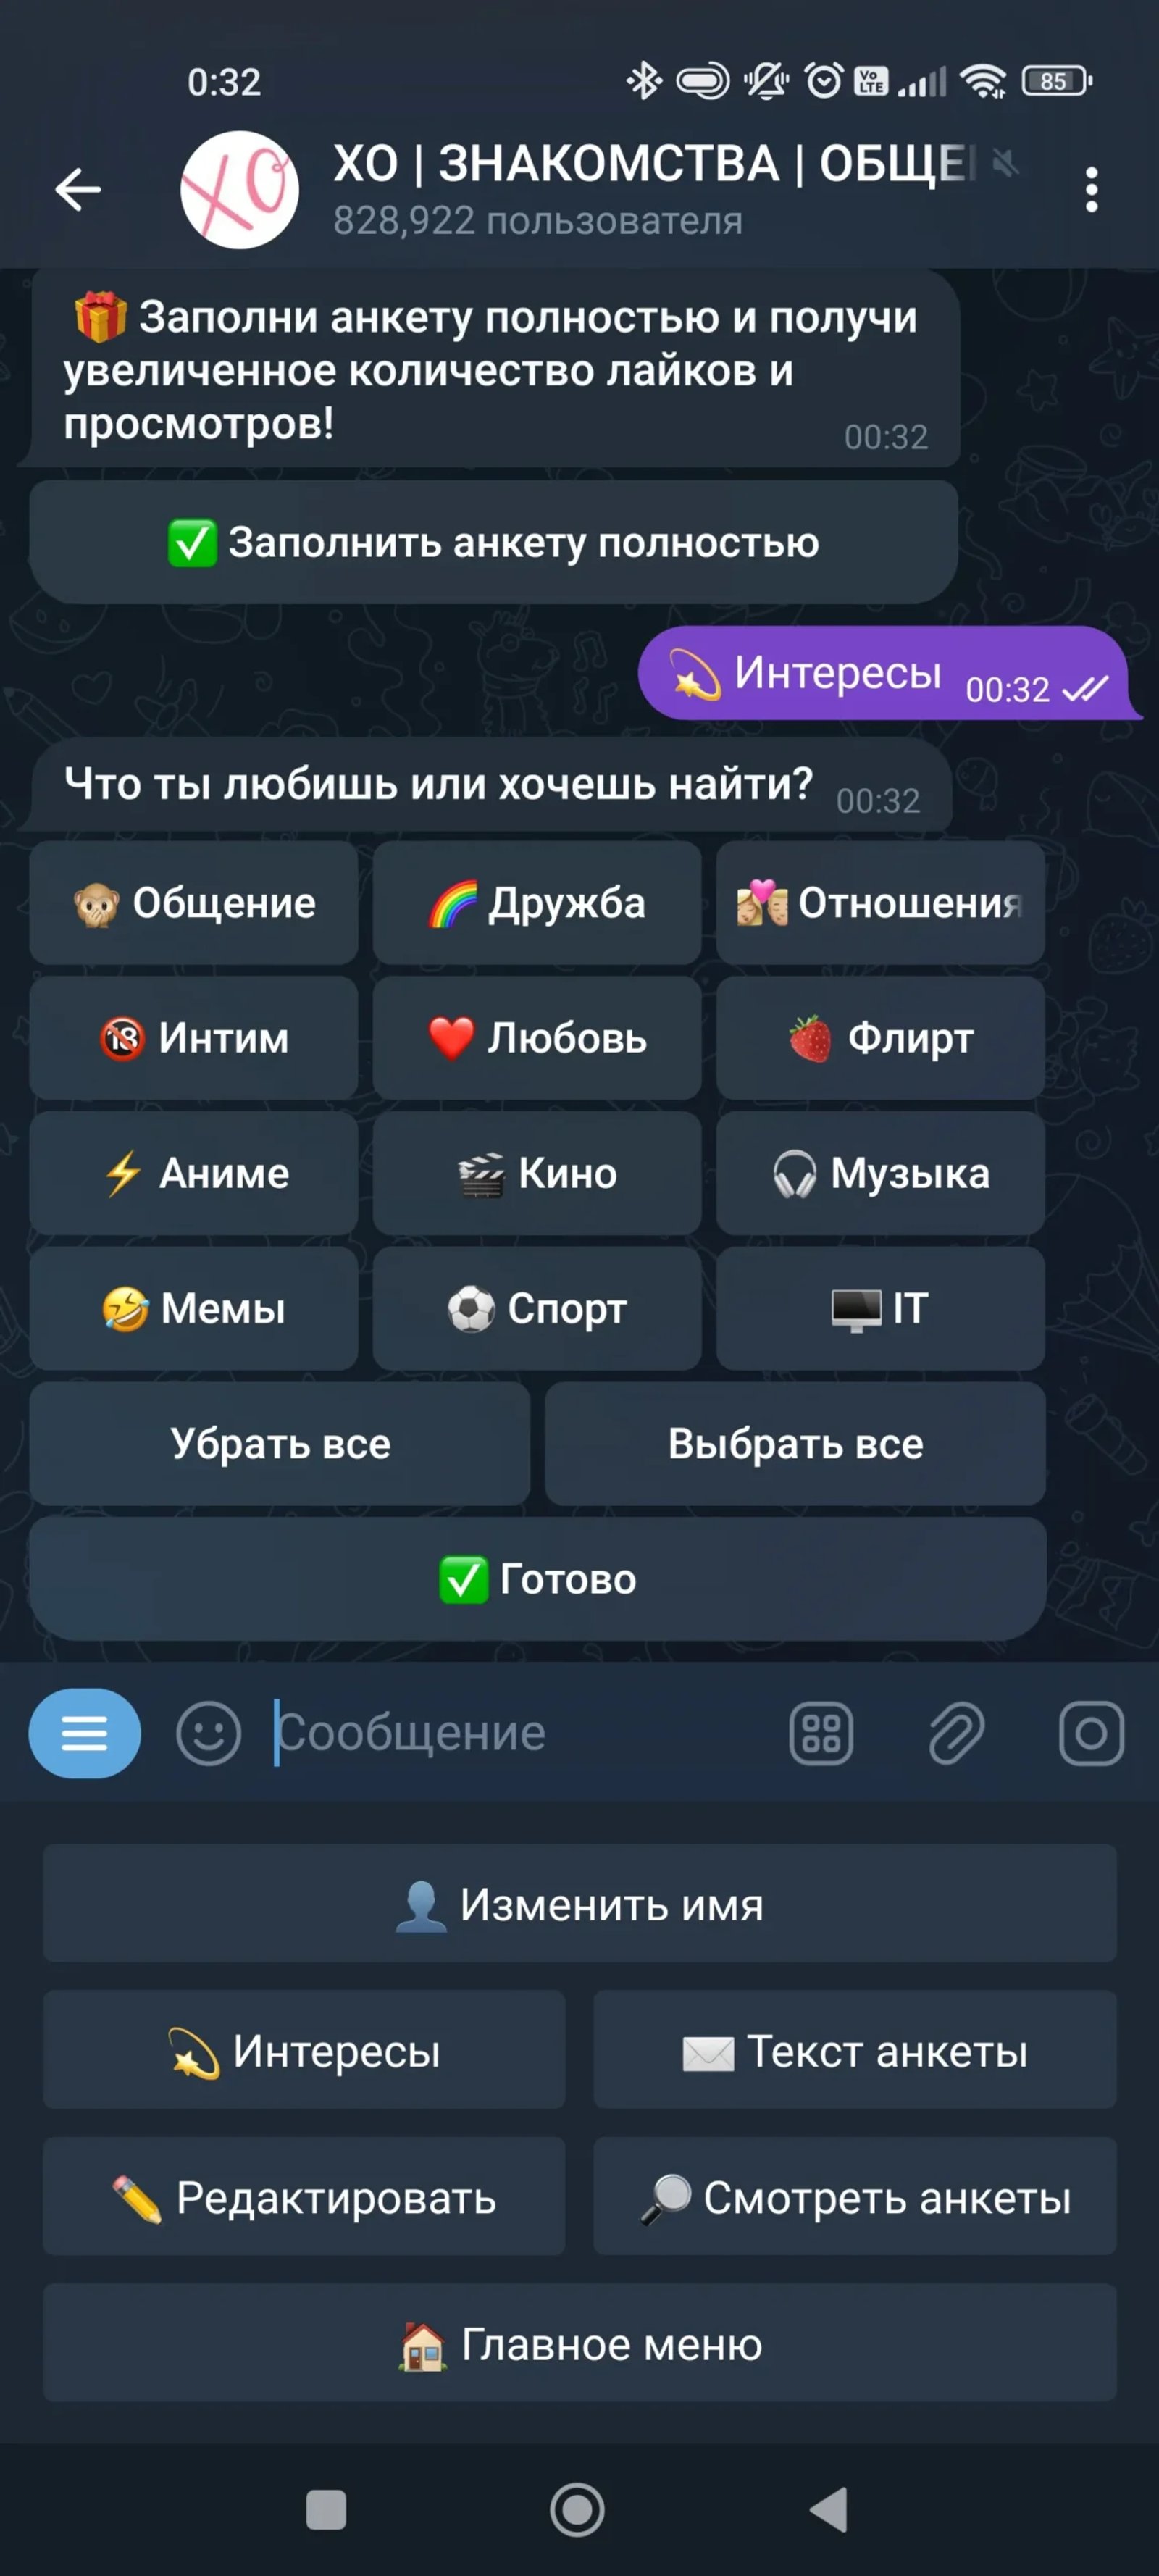 0:32
Vo LTE
85
XO
XO | ЗНАКОМСТВА | ОБЩЕ
828,922 пользователя
🎁 Заполни анкету полностью и получи
увеличенное количество лайков и
просмотров!
00:32
✅ Заполнить анкету полностью
💫 Интересы 00:32
Что ты любишь или хочешь найти? 00:32
🙊 Общение 🌈 Дружба 💏 Отношения
🔞 Интим ❤️ Любовь 🍓 Флирт
⚡ Аниме 🎬 Кино 🎧 Музыка
🤣 Мемы ⚽ Спорт 🖥 IT
Убрать все Выбрать все
✅ Готово
Сообщение
👤 Изменить имя
💫 Интересы ✉️ Текст анкеты
✏️ Редактировать 🔎 Смотреть анкеты
🏠 Главное меню